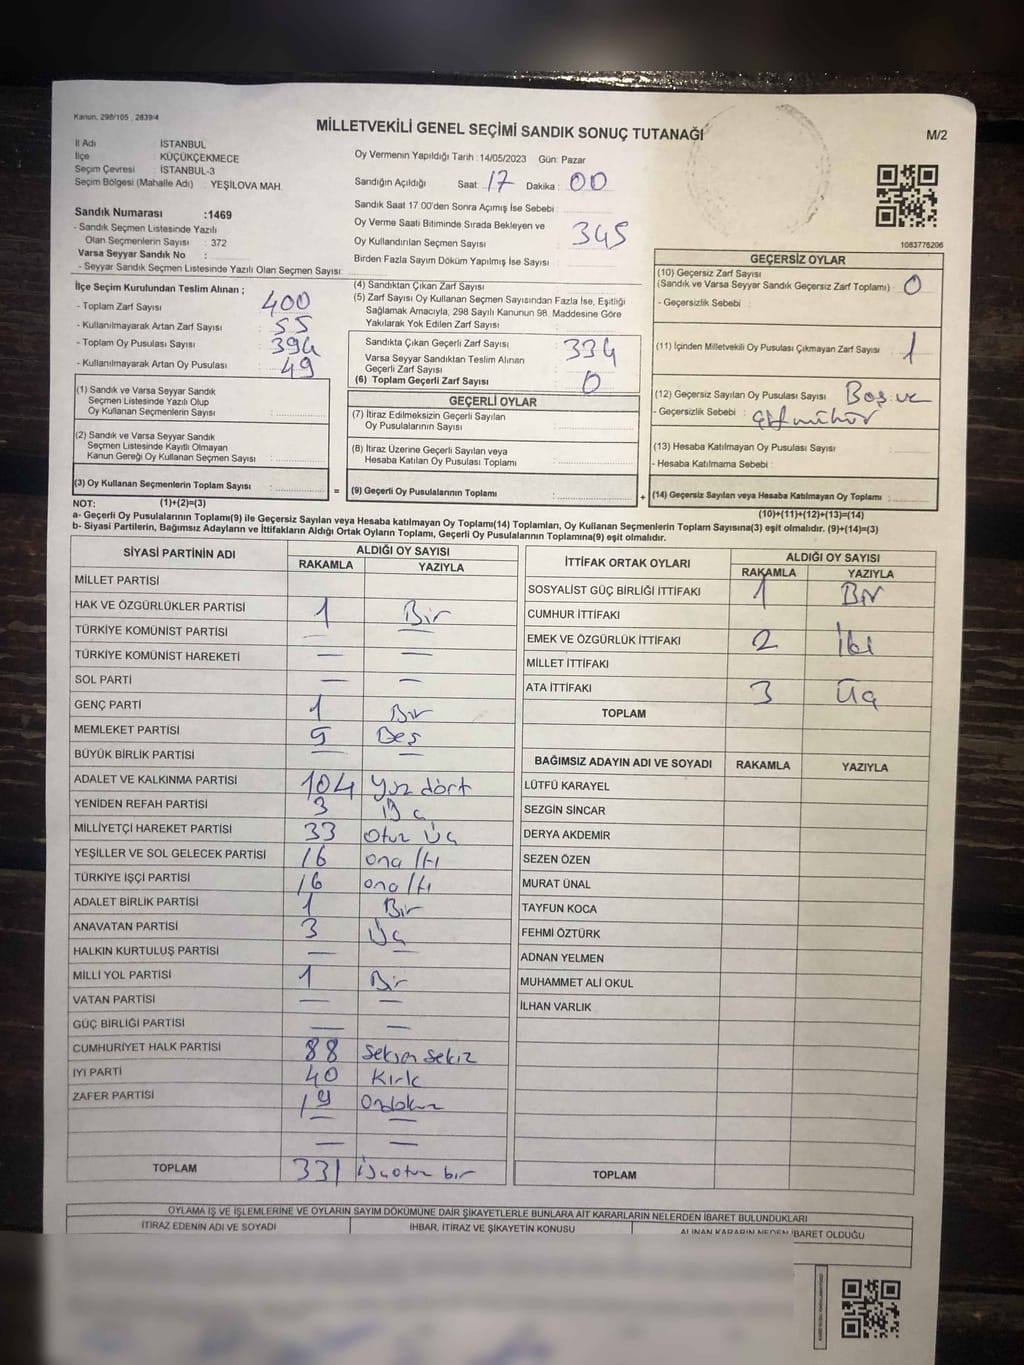 Kanun, 298/105 , 2839/4
MİLLETVEKİLİ GENEL SEÇİMİ SANDIK SONUÇ TUTANAĞI
M/2
İl Adı : İSTANBUL
İlçe : KÜÇÜKÇEKMECE
Seçim Çevresi : İSTANBUL-3
Seçim Bölgesi (Mahalle Adı) : YEŞİLOVA MAH.
Sandık Numarası :1469
- Sandık Seçmen Listesinde Yazılı
Olan Seçmenlerin Sayısı : 372
Varsa Seyyar Sandık No :
- Seyyar Sandık Seçmen Listesinde Yazılı Olan Seçmen Sayısı:
Oy Vermenin Yapıldığı Tarih :14/05/2023 Gün: Pazar
Sandığın Açıldığı Saat: 17 Dakika : 00
Sandık Saat 17:00'den Sonra Açımış İse Sebebi :
Oy Verme Saati Bitiminde Sırada Bekleyen ve
Oy Kullandırılan Seçmen Sayısı 345
Birden Fazla Sayım Döküm Yapılmış İse Sayısı :
1083776206
İlçe Seçim Kurulundan Teslim Alınan ;
- Toplam Zarf Sayısı : 400
- Kullanılmayarak Artan Zarf Sayısı : 55
- Toplam Oy Pusulası Sayısı : 394
- Kullanılmayarak Artan Oy Pusulası : 49
(4) Sandıktan Çıkan Zarf Sayısı :
(5) Zarf Sayısı Oy Kullanan Seçmen Sayısından Fazla İse, Eşitliği
Sağlamak Amacıyla, 298 Sayılı Kanunun 98. Maddesine Göre
Yakılarak Yok Edilen Zarf Sayısı :
Sandıkta Çıkan Geçerli Zarf Sayısı : 334
Varsa Seyyar Sandıktan Teslim Alınan
Geçerli Zarf Sayısı :
(6) Toplam Geçerli Zarf Sayısı : 0
GEÇERSİZ OYLAR
(10) Geçersiz Zarf Sayısı
(Sandık ve Varsa Seyyar Sandık Geçersiz Zarf Toplamı) : 0
- Geçersizlik Sebebi :
(11) İçinden Milletvekili Oy Pusulası Çıkmayan Zarf Sayısı : 1
(12) Geçersiz Sayılan Oy Pusulası Sayısı : Boş ve
- Geçersizlik Sebebi : çift mühür
(13) Hesaba Katılmayan Oy Pusulası Sayısı :
- Hesaba Katılmama Sebebi :
(14) Geçersiz Sayılan veya Hesaba Katılmayan Oy Toplamı :
(10)+(11)+(12)+(13)=(14)
(1) Sandık ve Varsa Seyyar Sandık
Seçmen Listesinde Yazılı Olup
Oy Kullanan Seçmenlerin Sayısı :
(2) Sandık ve Varsa Seyyar Sandık
Seçmen Listesinde Kayıtlı Olmayan
Kanun Gereği Oy Kullanan Seçmen Sayısı :
(3) Oy Kullanan Seçmenlerin Toplam Sayısı :
GEÇERLİ OYLAR
(7) İtiraz Edilmeksizin Geçerli Sayılan
Oy Pusulalarının Sayısı :
(8) İtiraz Üzerine Geçerli Sayılan veya
Hesaba Katılan Oy Pusulası Toplamı :
= (9) Geçerli Oy Pusulalarının Toplamı : +
NOT: (1)+(2)=(3)
a- Geçerli Oy Pusulalarının Toplamı(9) ile Geçersiz Sayılan veya Hesaba katılmayan Oy Toplamı(14) Toplamları, Oy Kullanan Seçmenlerin Toplam Sayısına(3) eşit olmalıdır. (9)+(14)=(3)
b- Siyasi Partilerin, Bağımsız Adayların ve İttifakların Aldığı Ortak Oyların Toplamı, Geçerli Oy Pusulalarının Toplamına(9) eşit olmalıdır.
SİYASİ PARTİNİN ADI ALDIĞI OY SAYISI
RAKAMLA YAZIYLA
MİLLET PARTİSİ
HAK VE ÖZGÜRLÜKLER PARTİSİ 1 Bir
TÜRKİYE KOMÜNİST PARTİSİ — —
TÜRKİYE KOMÜNİST HAREKETİ — —
SOL PARTİ — —
GENÇ PARTİ 1 Bir
MEMLEKET PARTİSİ 5 Beş
BÜYÜK BİRLİK PARTİSİ — —
ADALET VE KALKINMA PARTİSİ 104 Yüz dört
YENİDEN REFAH PARTİSİ 3 Üç
MİLLİYETÇİ HAREKET PARTİSİ 33 Otuz Üç
YEŞİLLER VE SOL GELECEK PARTİSİ 16 onaltı
TÜRKİYE İŞÇİ PARTİSİ 16 onaltı
ADALET BİRLİK PARTİSİ 1 Bir
ANAVATAN PARTİSİ 3 Üç
HALKIN KURTULUŞ PARTİSİ — —
MİLLİ YOL PARTİSİ 1 Bir
VATAN PARTİSİ — —
GÜÇ BİRLİĞİ PARTİSİ — —
CUMHURİYET HALK PARTİSİ 88 Seksen Sekiz
İYİ PARTİ 40 Kırk
ZAFER PARTİSİ 19 Ondokuz
— —
— —
TOPLAM 331 Üçotuz bir
İTTİFAK ORTAK OYLARI ALDIĞI OY SAYISI
RAKAMLA YAZIYLA
SOSYALİST GÜÇ BİRLİĞİ İTTİFAKI 1 Bir
CUMHUR İTTİFAKI
EMEK VE ÖZGÜRLÜK İTTİFAKI 2 İki
MİLLET İTTİFAKI
ATA İTTİFAKI 3 Üç
TOPLAM
BAĞIMSIZ ADAYIN ADI VE SOYADI RAKAMLA YAZIYLA
LÜTFÜ KARAYEL
SEZGİN SİNCAR
DERYA AKDEMİR
SEZEN ÖZEN
MURAT ÜNAL
TAYFUN KOCA
FEHMİ ÖZTÜRK
ADNAN YELMEN
MUHAMMET ALİ OKUL
İLHAN VARLIK
TOPLAM
OYLAMA İŞ VE İŞLEMLERİNE VE OYLARIN SAYIM DÖKÜMÜNE DAİR ŞİKAYETLERLE BUNLARA AİT KARARLARIN NELERDEN İBARET BULUNDUKLARI
İTİRAZ EDENİN ADI VE SOYADI İHBAR, İTİRAZ VE ŞİKAYETİN KONUSU ALINAN KARARIN NEDEN İBARET OLDUĞU